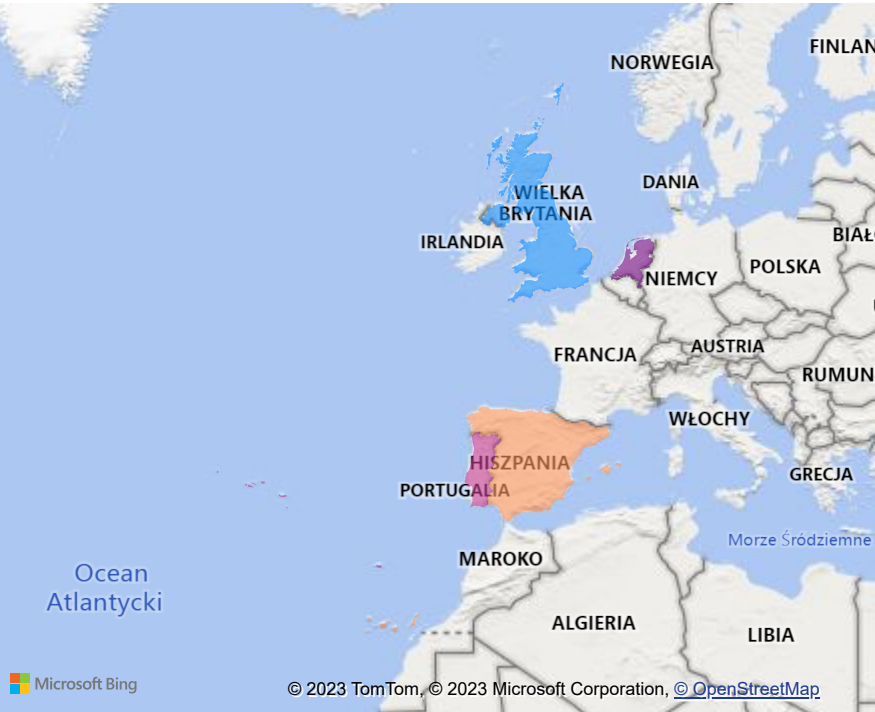 NORWEGIA
FINLAN
DANIA
WIELKA
BRYTANIA
IRLANDIA
BIAŁO
NIEMCY
POLSKA
AUSTRIA
FRANCJA
RUMUN
WŁOCHY
HISZPANIA
GRECJA
PORTUGALIA
Morze Śródziemne
MAROKO
Ocean
Atlantycki
ALGIERIA
LIBIA
Microsoft Bing
© 2023 TomTom, © 2023 Microsoft Corporation, © OpenStreetMap